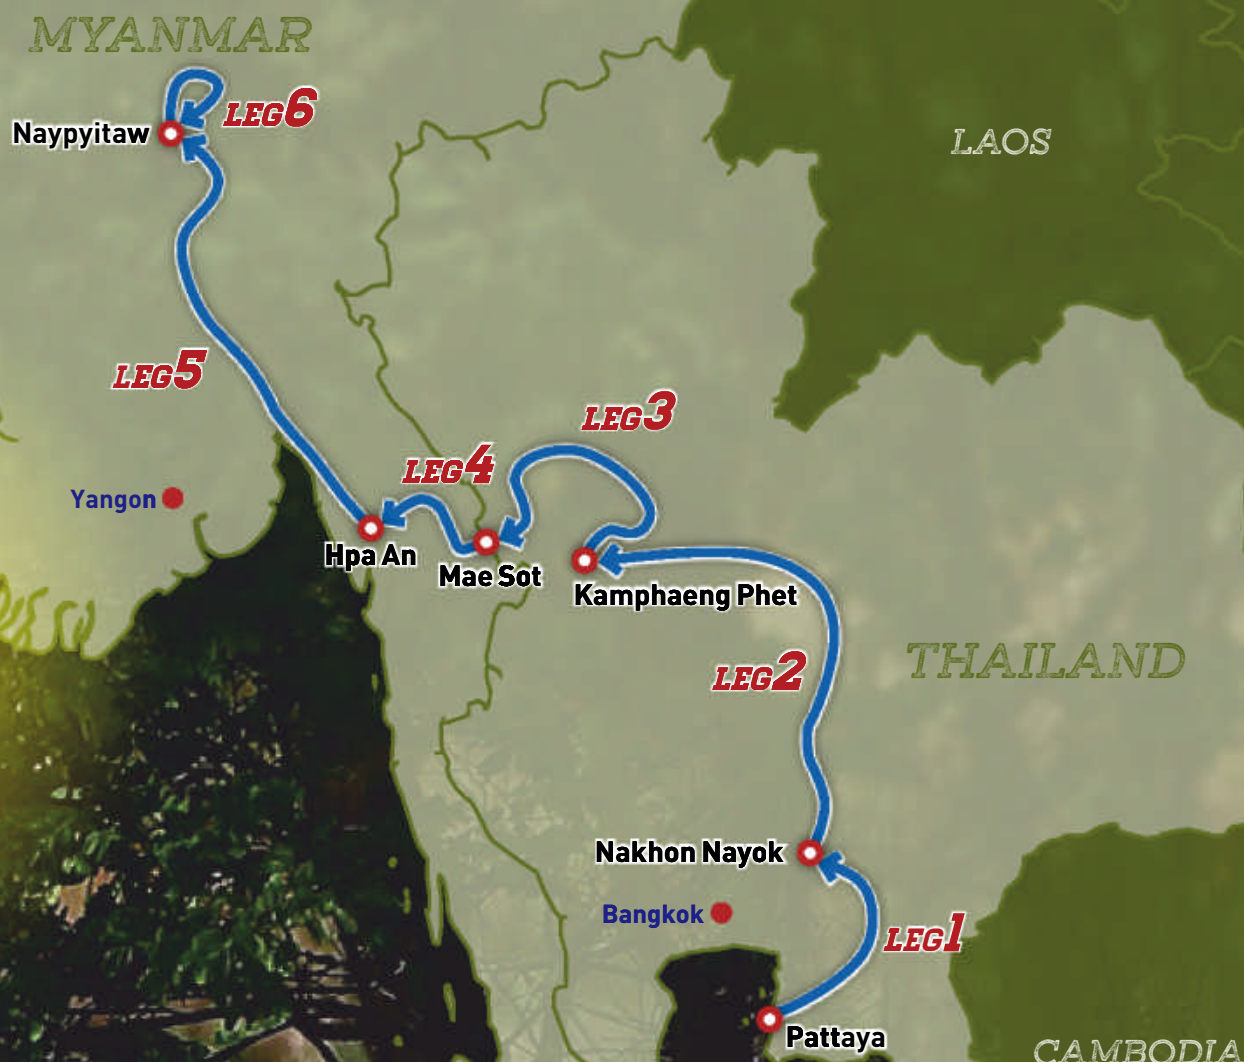 MYANMAR
LEG6
Naypyitaw
LAOS
LEG5
LEG3
LEG4
Yangon
Hpa An
Mae Sot
Kamphaeng Phet
THAILAND
LEG2
Nakhon Nayok
Bangkok
LEG1
Pattaya
CAMBODIA